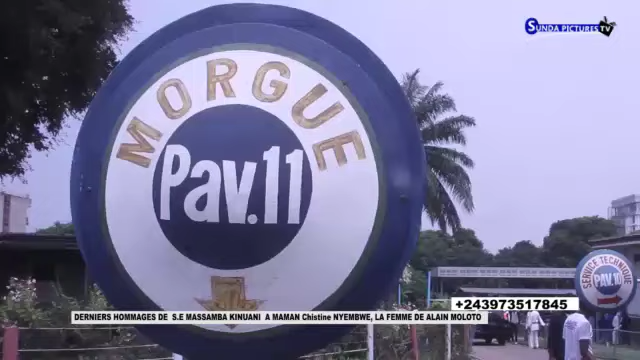 SUNDA PICTURES TV
MORGUE
Pav.11
SERVICE TECHNIQUE
PAV.10
+243973517845
DERNIERS HOMMAGES DE S.E MASSAMBA KINUANI A MAMAN Chistine NYEMBWE, LA FEMME DE ALAIN MOLOTO